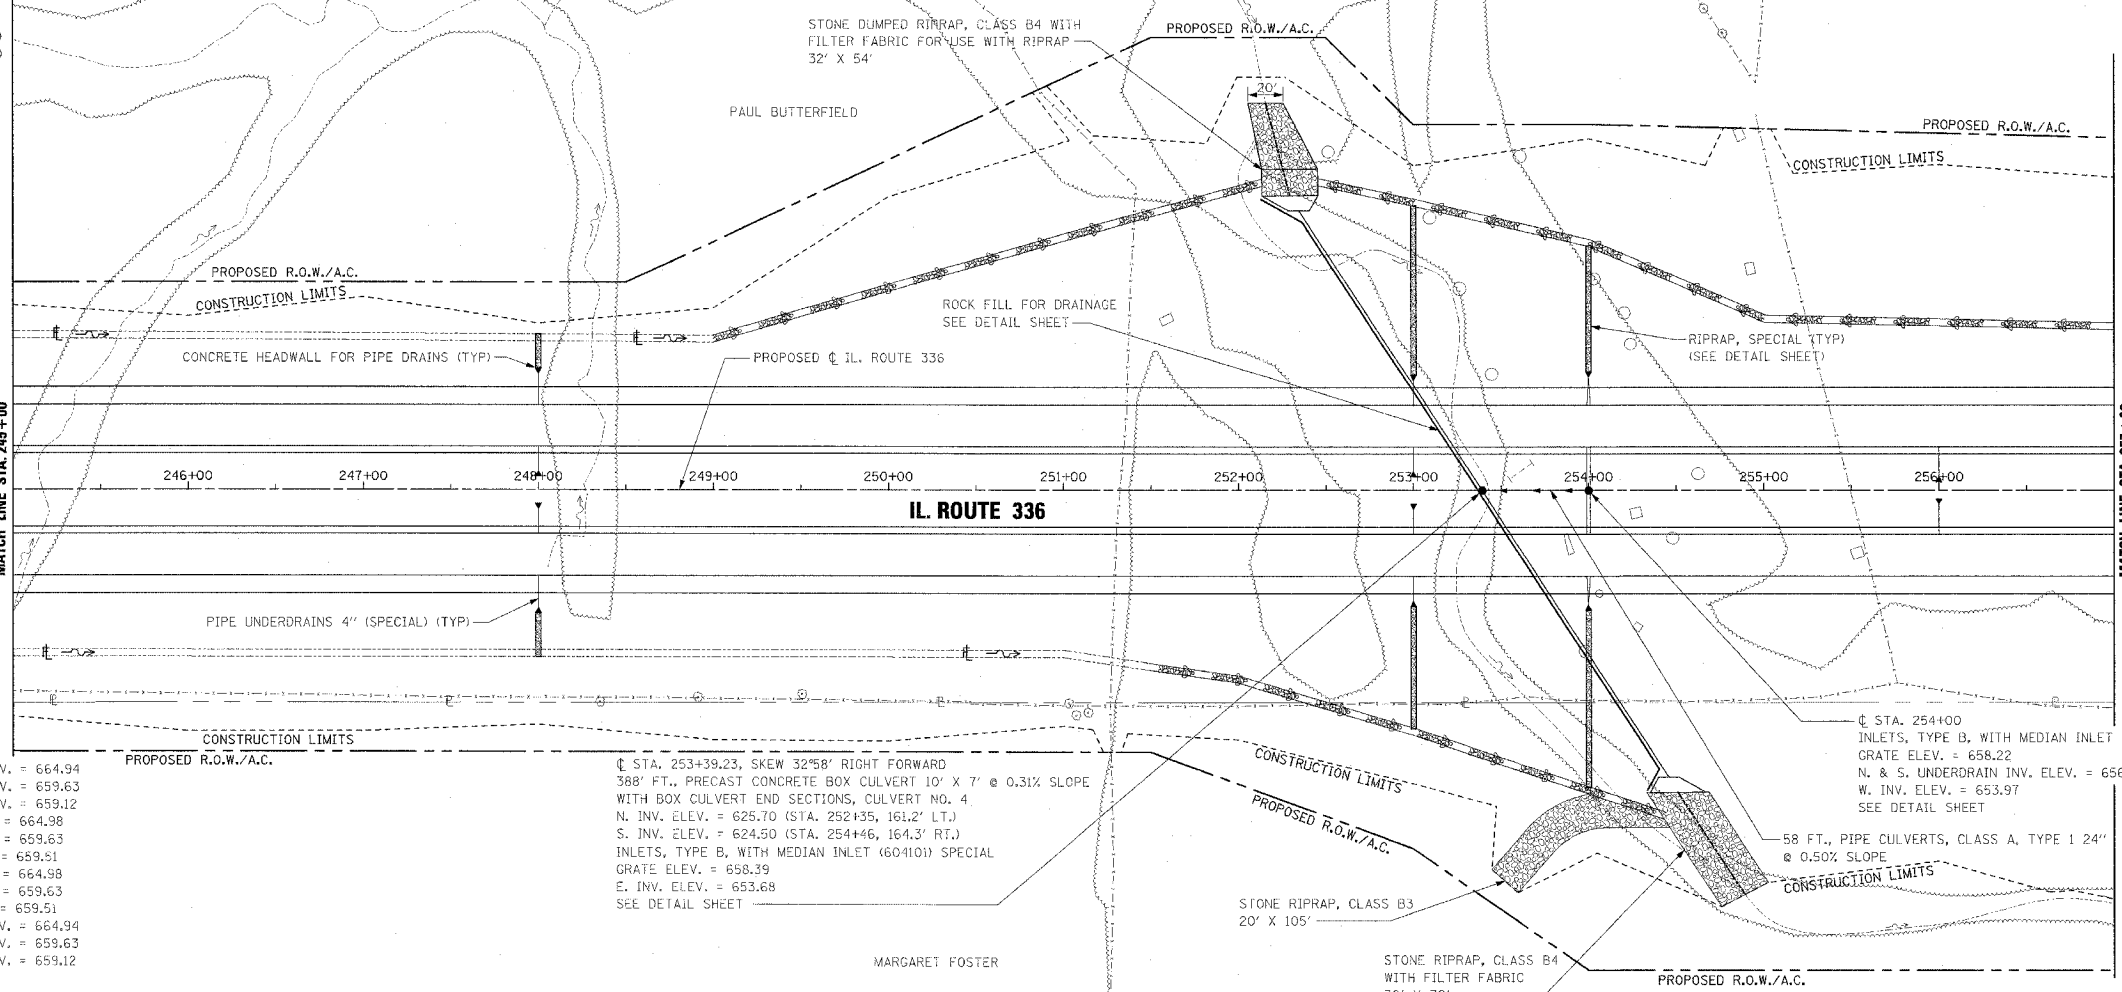 STONE DUMPED RIPRAP, CLASS B4 WITH
FILTER FABRIC FOR USE WITH RIPRAP
32' X 54'
PROPOSED R.O.W./A.C.
20'
PAUL BUTTERFIELD
PROPOSED R.O.W./A.C.
CONSTRUCTION LIMITS
PROPOSED R.O.W./A.C.
CONSTRUCTION LIMITS
ROCK FILL FOR DRAINAGE
SEE DETAIL SHEET
CONCRETE HEADWALL FOR PIPE DRAINS (TYP)
PROPOSED ℄ IL. ROUTE 336
RIPRAP, SPECIAL (TYP)
(SEE DETAIL SHEET)
MATCH LINE STA. 245+00
246+00
247+00
248+00
249+00
250+00
251+00
252+00
253+00
254+00
255+00
256+00
IL. ROUTE 336
PIPE UNDERDRAINS 4" (SPECIAL) (TYP)
CONSTRUCTION LIMITS
PROPOSED R.O.W./A.C.
V. = 664.94
V. = 659.63
V. = 659.12
= 664.98
= 659.63
= 659.51
= 664.98
= 659.63
= 659.51
V. = 664.94
V. = 659.63
V. = 659.12
℄ STA. 253+39.23, SKEW 32°58' RIGHT FORWARD
388' FT., PRECAST CONCRETE BOX CULVERT 10' X 7' @ 0.31% SLOPE
WITH BOX CULVERT END SECTIONS, CULVERT NO. 4
N. INV. ELEV. = 625.70 (STA. 252+35, 161.2' LT.)
S. INV. ELEV. = 624.50 (STA. 254+46, 164.3' RT.)
INLETS, TYPE B, WITH MEDIAN INLET (604101) SPECIAL
GRATE ELEV. = 658.39
E. INV. ELEV. = 653.68
SEE DETAIL SHEET
CONSTRUCTION LIMITS
PROPOSED R.O.W./A.C.
℄ STA. 254+00
INLETS, TYPE B, WITH MEDIAN INLET
GRATE ELEV. = 658.22
N. & S. UNDERDRAIN INV. ELEV. = 656
W. INV. ELEV. = 653.97
SEE DETAIL SHEET
58 FT., PIPE CULVERTS, CLASS A, TYPE 1 24"
@ 0.50% SLOPE
CONSTRUCTION LIMITS
STONE RIPRAP, CLASS B3
20' X 105'
MARGARET FOSTER
STONE RIPRAP, CLASS B4
WITH FILTER FABRIC
PROPOSED R.O.W./A.C.